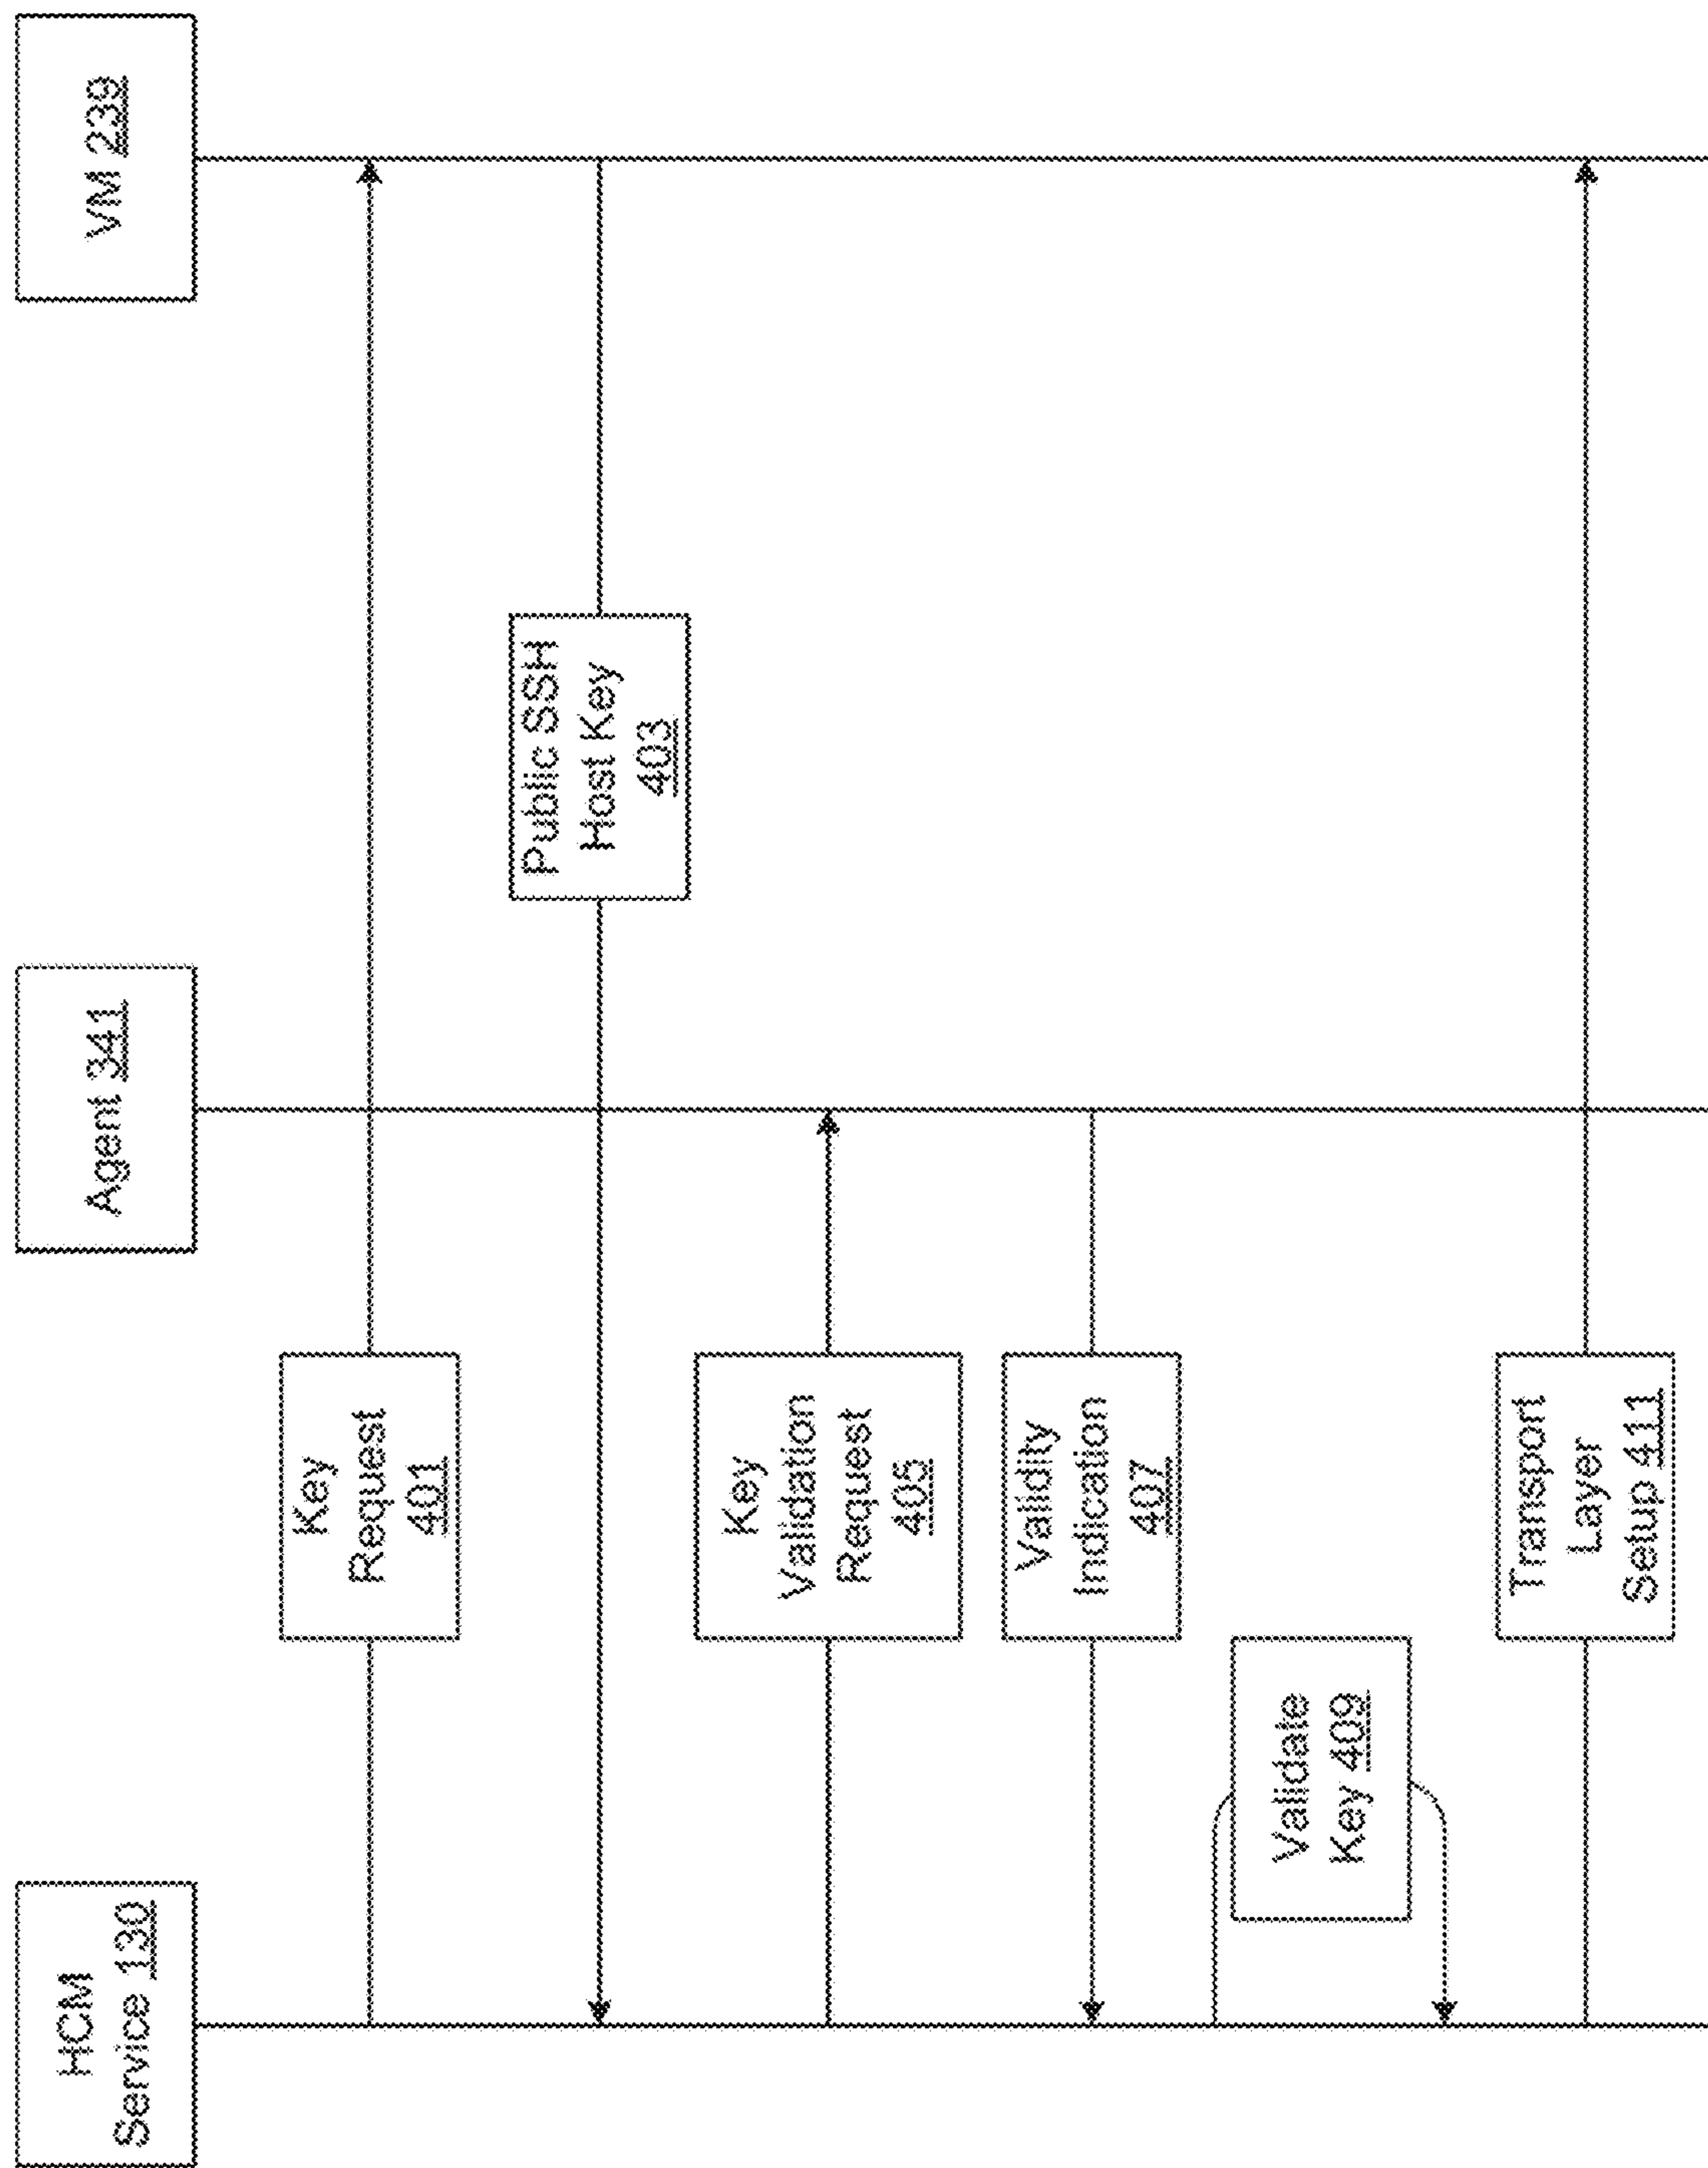 HCM
Service 130
Agent 341
VM 239
Key
Request
401
Public SSH
Host Key
403
Key
Validation
Request
405
Validity
Indication
407
Validate
Key 409
Transport
Layer
Setup 411